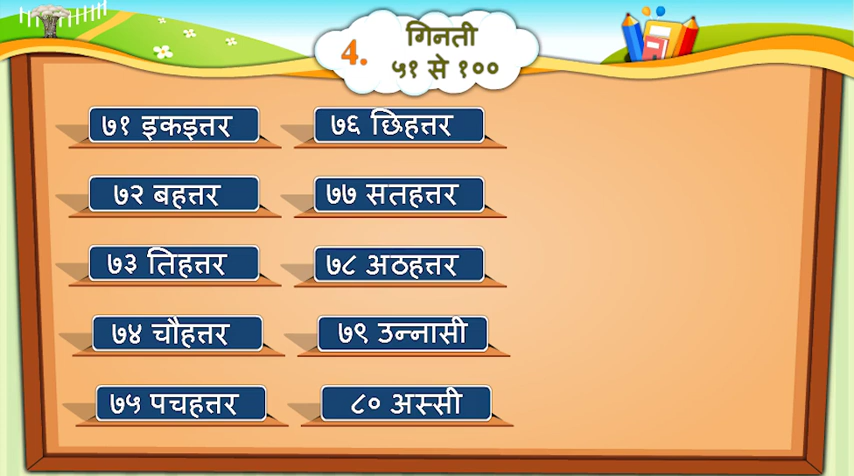 4.
गिनती
५१ से १००
७१ इकहत्तर
७२ बहत्तर
७३ तिहत्तर
७४ चौहत्तर
७५ पचहत्तर
७६ छिहत्तर
७७ सतहत्तर
७८ अठहत्तर
७९ उन्नासी
८० अस्सी